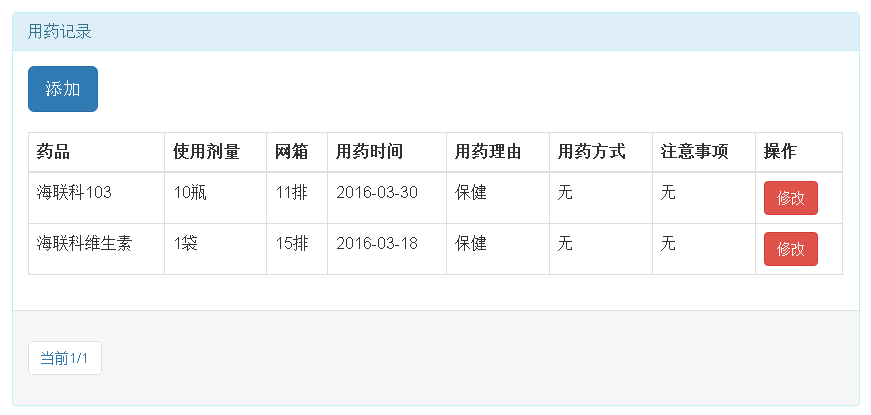 用药记录
添加
药品 使用剂量 网箱 用药时间 用药理由 用药方式 注意事项 操作
海联科103 10瓶 11排 2016-03-30 保健 无 无 修改
海联科维生素 1袋 15排 2016-03-18 保健 无 无 修改
当前1/1